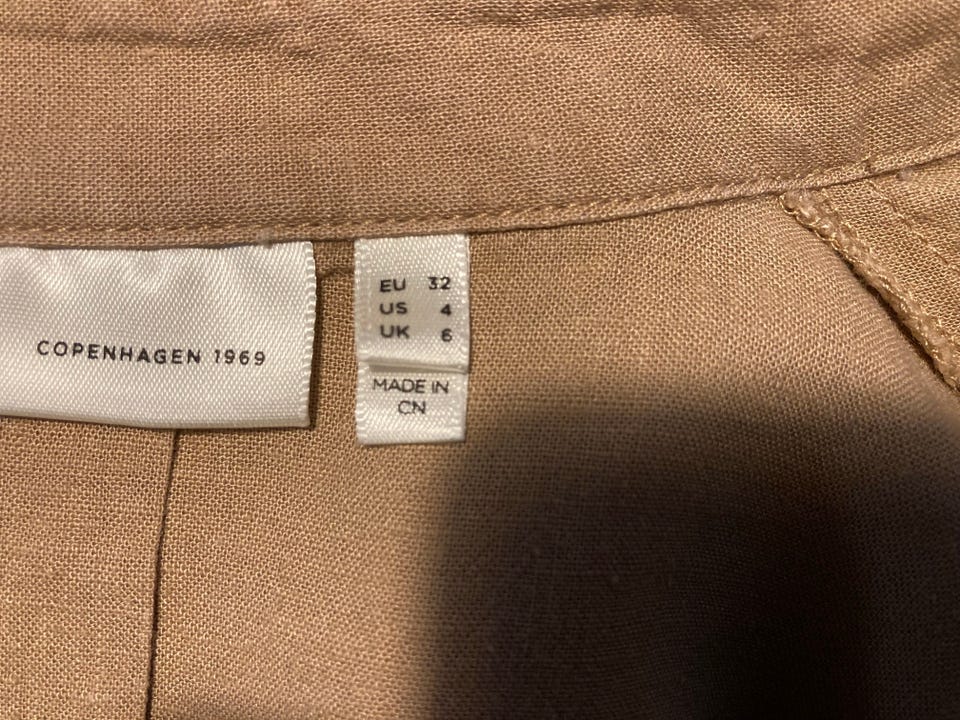 COPENHAGEN 1969
EU 32
US 4
UK 6
MADE IN
CN